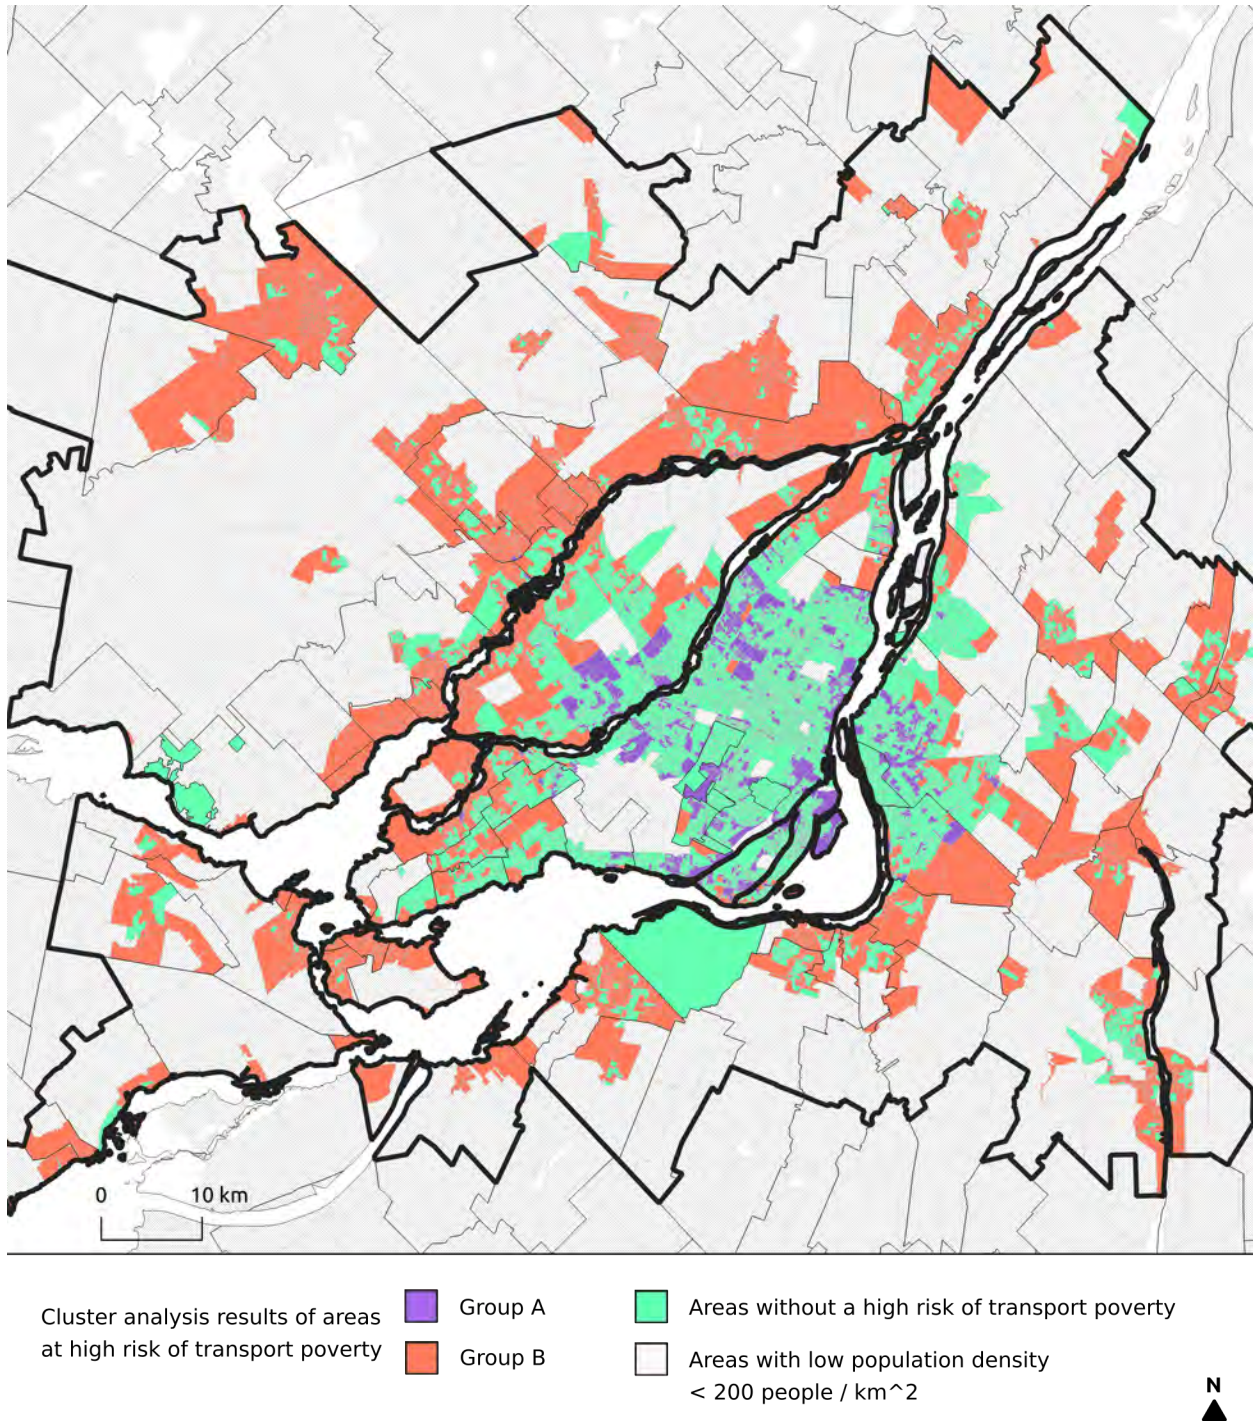 0 10 km
Cluster analysis results of areas
at high risk of transport poverty
Group A
Group B
Areas without a high risk of transport poverty
Areas with low population density
< 200 people / km^2
N